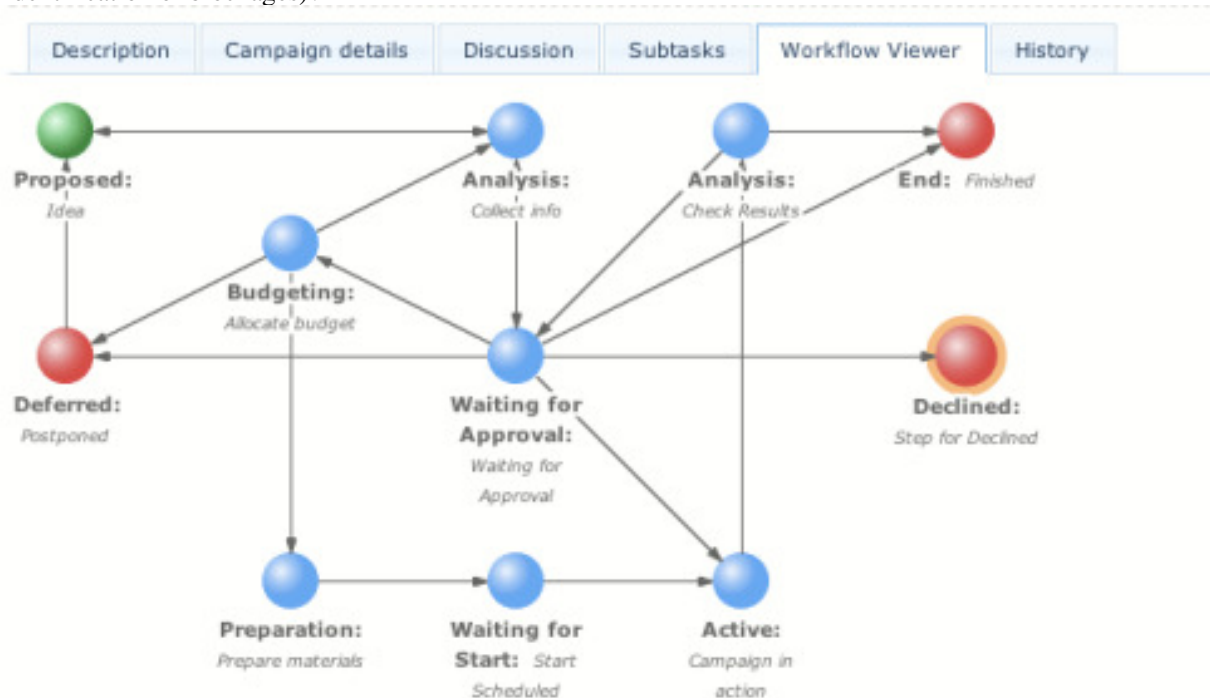 Description Campaign details Discussion Subtasks Workflow Viewer History
Proposed:
Idea
Analysis:
Collect info
Analysis:
Check Results
End: Finished
Budgeting:
Allocate budget
Deferred:
Postponed
Waiting for
Approval:
Waiting for
Approval
Declined:
Step for Declined
Preparation:
Prepare materials
Waiting for
Start: Start
Scheduled
Active:
Campaign in
action